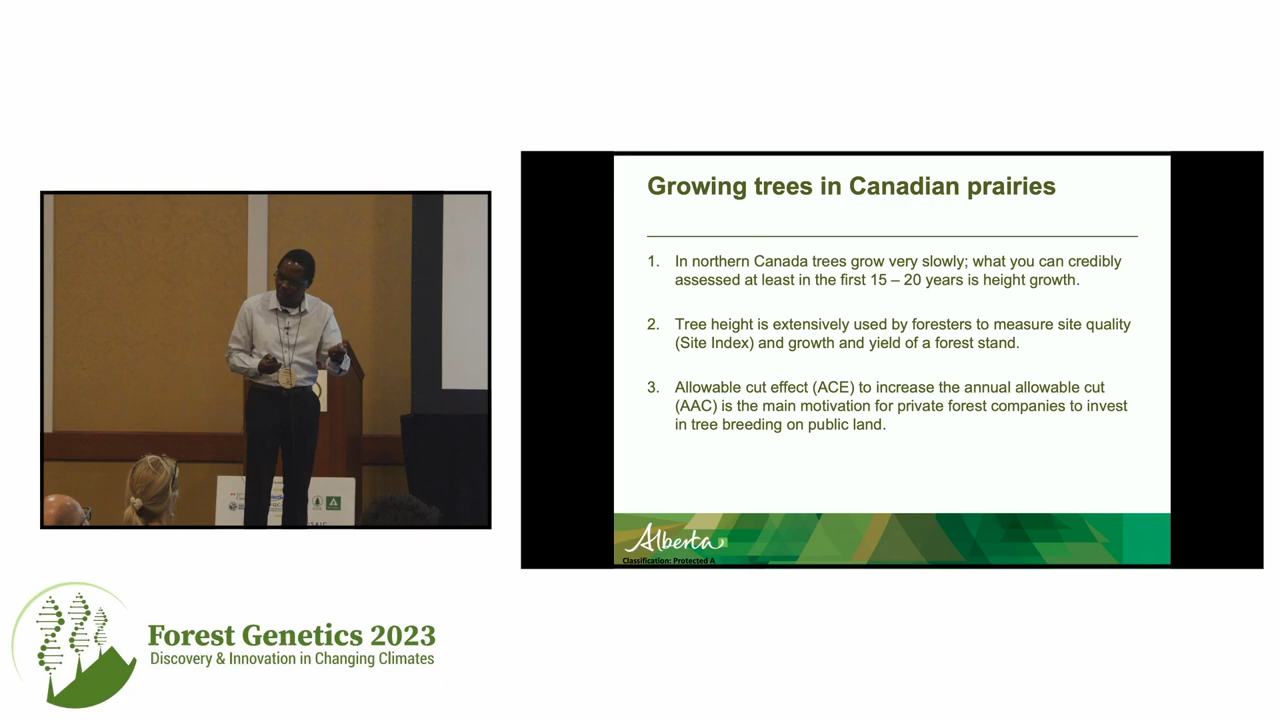 Growing trees in Canadian prairies
1. In northern Canada trees grow very slowly; what you can credibly
assessed at least in the first 15 – 20 years is height growth.
2. Tree height is extensively used by foresters to measure site quality
(Site Index) and growth and yield of a forest stand.
3. Allowable cut effect (ACE) to increase the annual allowable cut
(AAC) is the main motivation for private forest companies to invest
in tree breeding on public land.
Alberta
Classification: Protected A
Forest Genetics 2023
Discovery & Innovation in Changing Climates